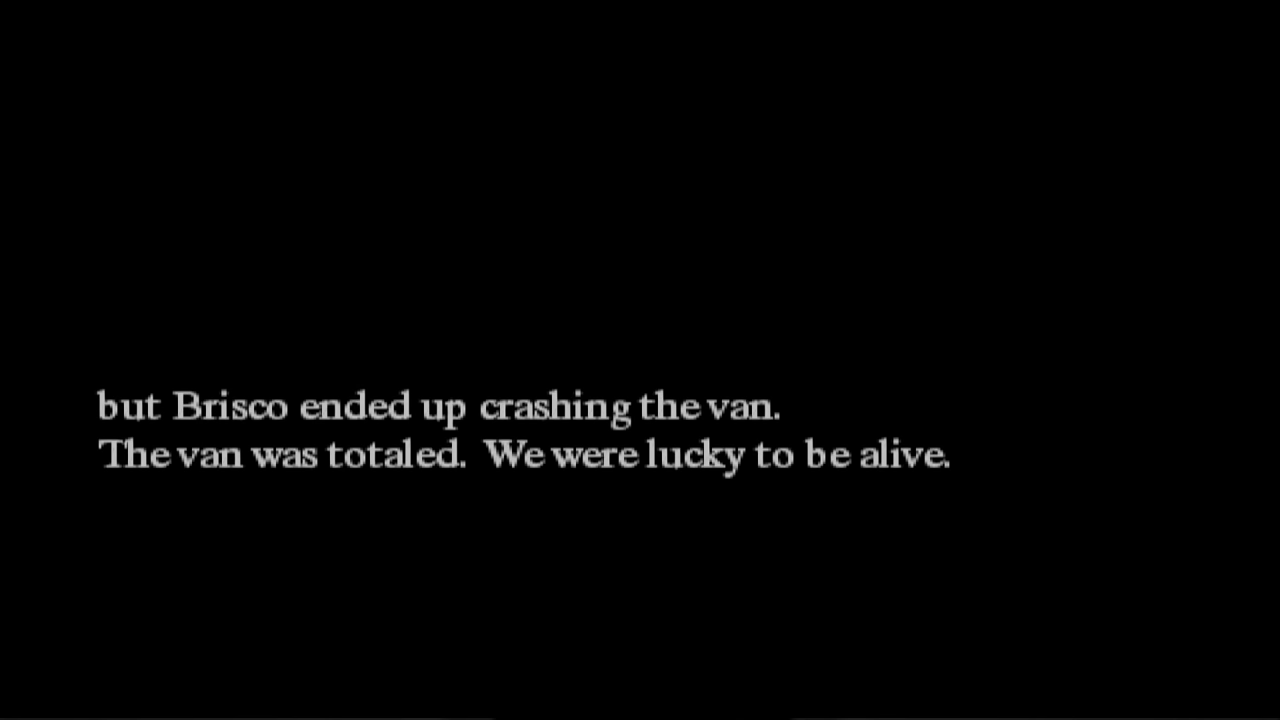 but Brisco ended up crashing the van.
The van was totaled. We were lucky to be alive.